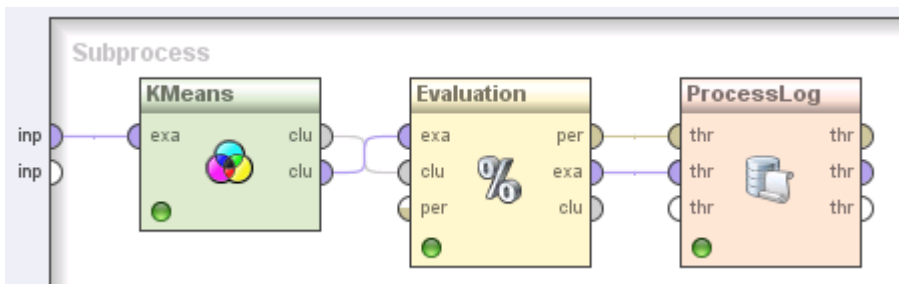 Subprocess
KMeans
Evaluation
ProcessLog
inp exa clu exa per thr thr
inp clu clu exa thr thr
per clu thr thr
%